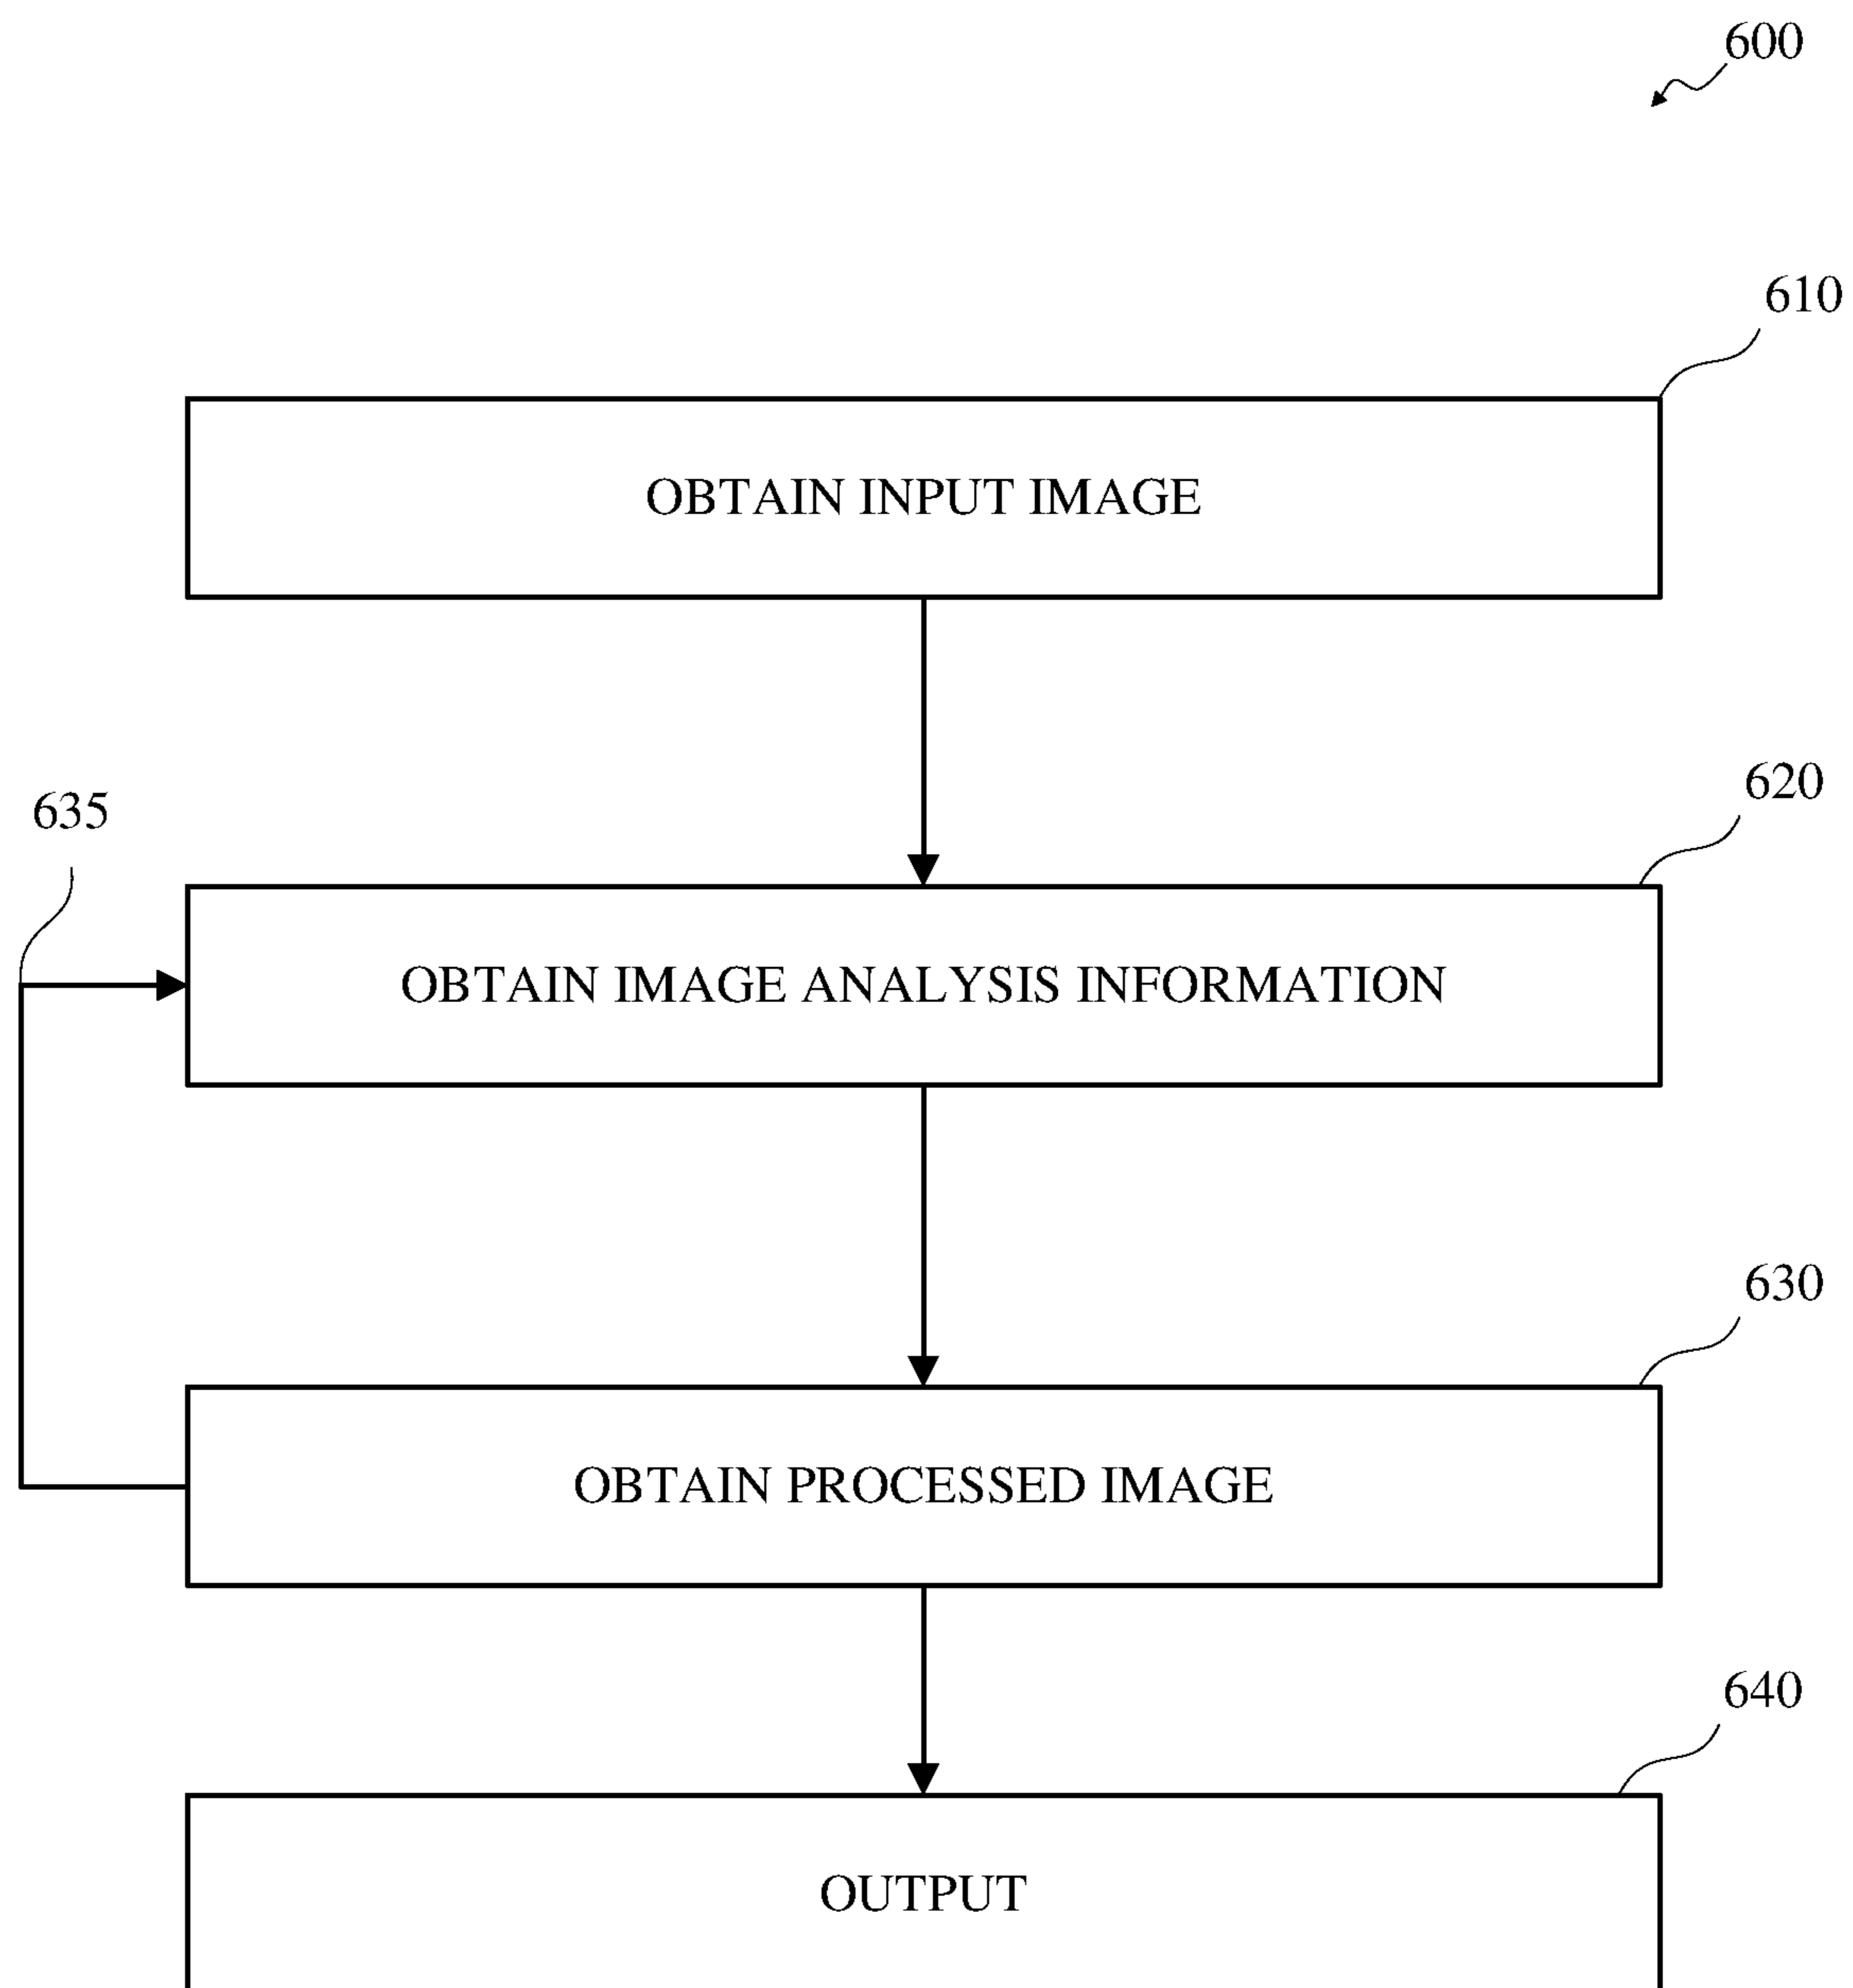 600
610
OBTAIN INPUT IMAGE
620
635
OBTAIN IMAGE ANALYSIS INFORMATION
630
OBTAIN PROCESSED IMAGE
640
OUTPUT